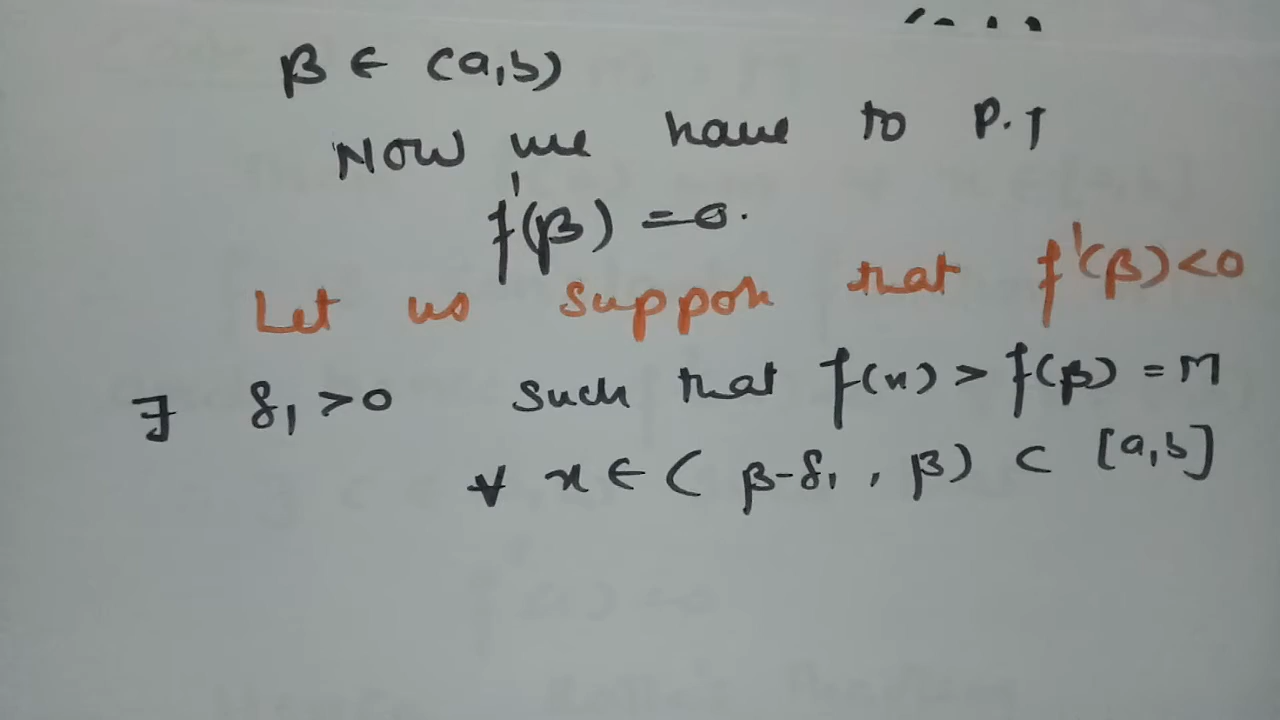 β ∈ (a,b)
Now we have to P.T
f'(β) = 0.
Let us suppose that f'(β) < 0
∃ δ₁ > 0 such that f(x) > f(β) = M
∀ x ∈ (β-δ₁, β) ⊂ [a,b]